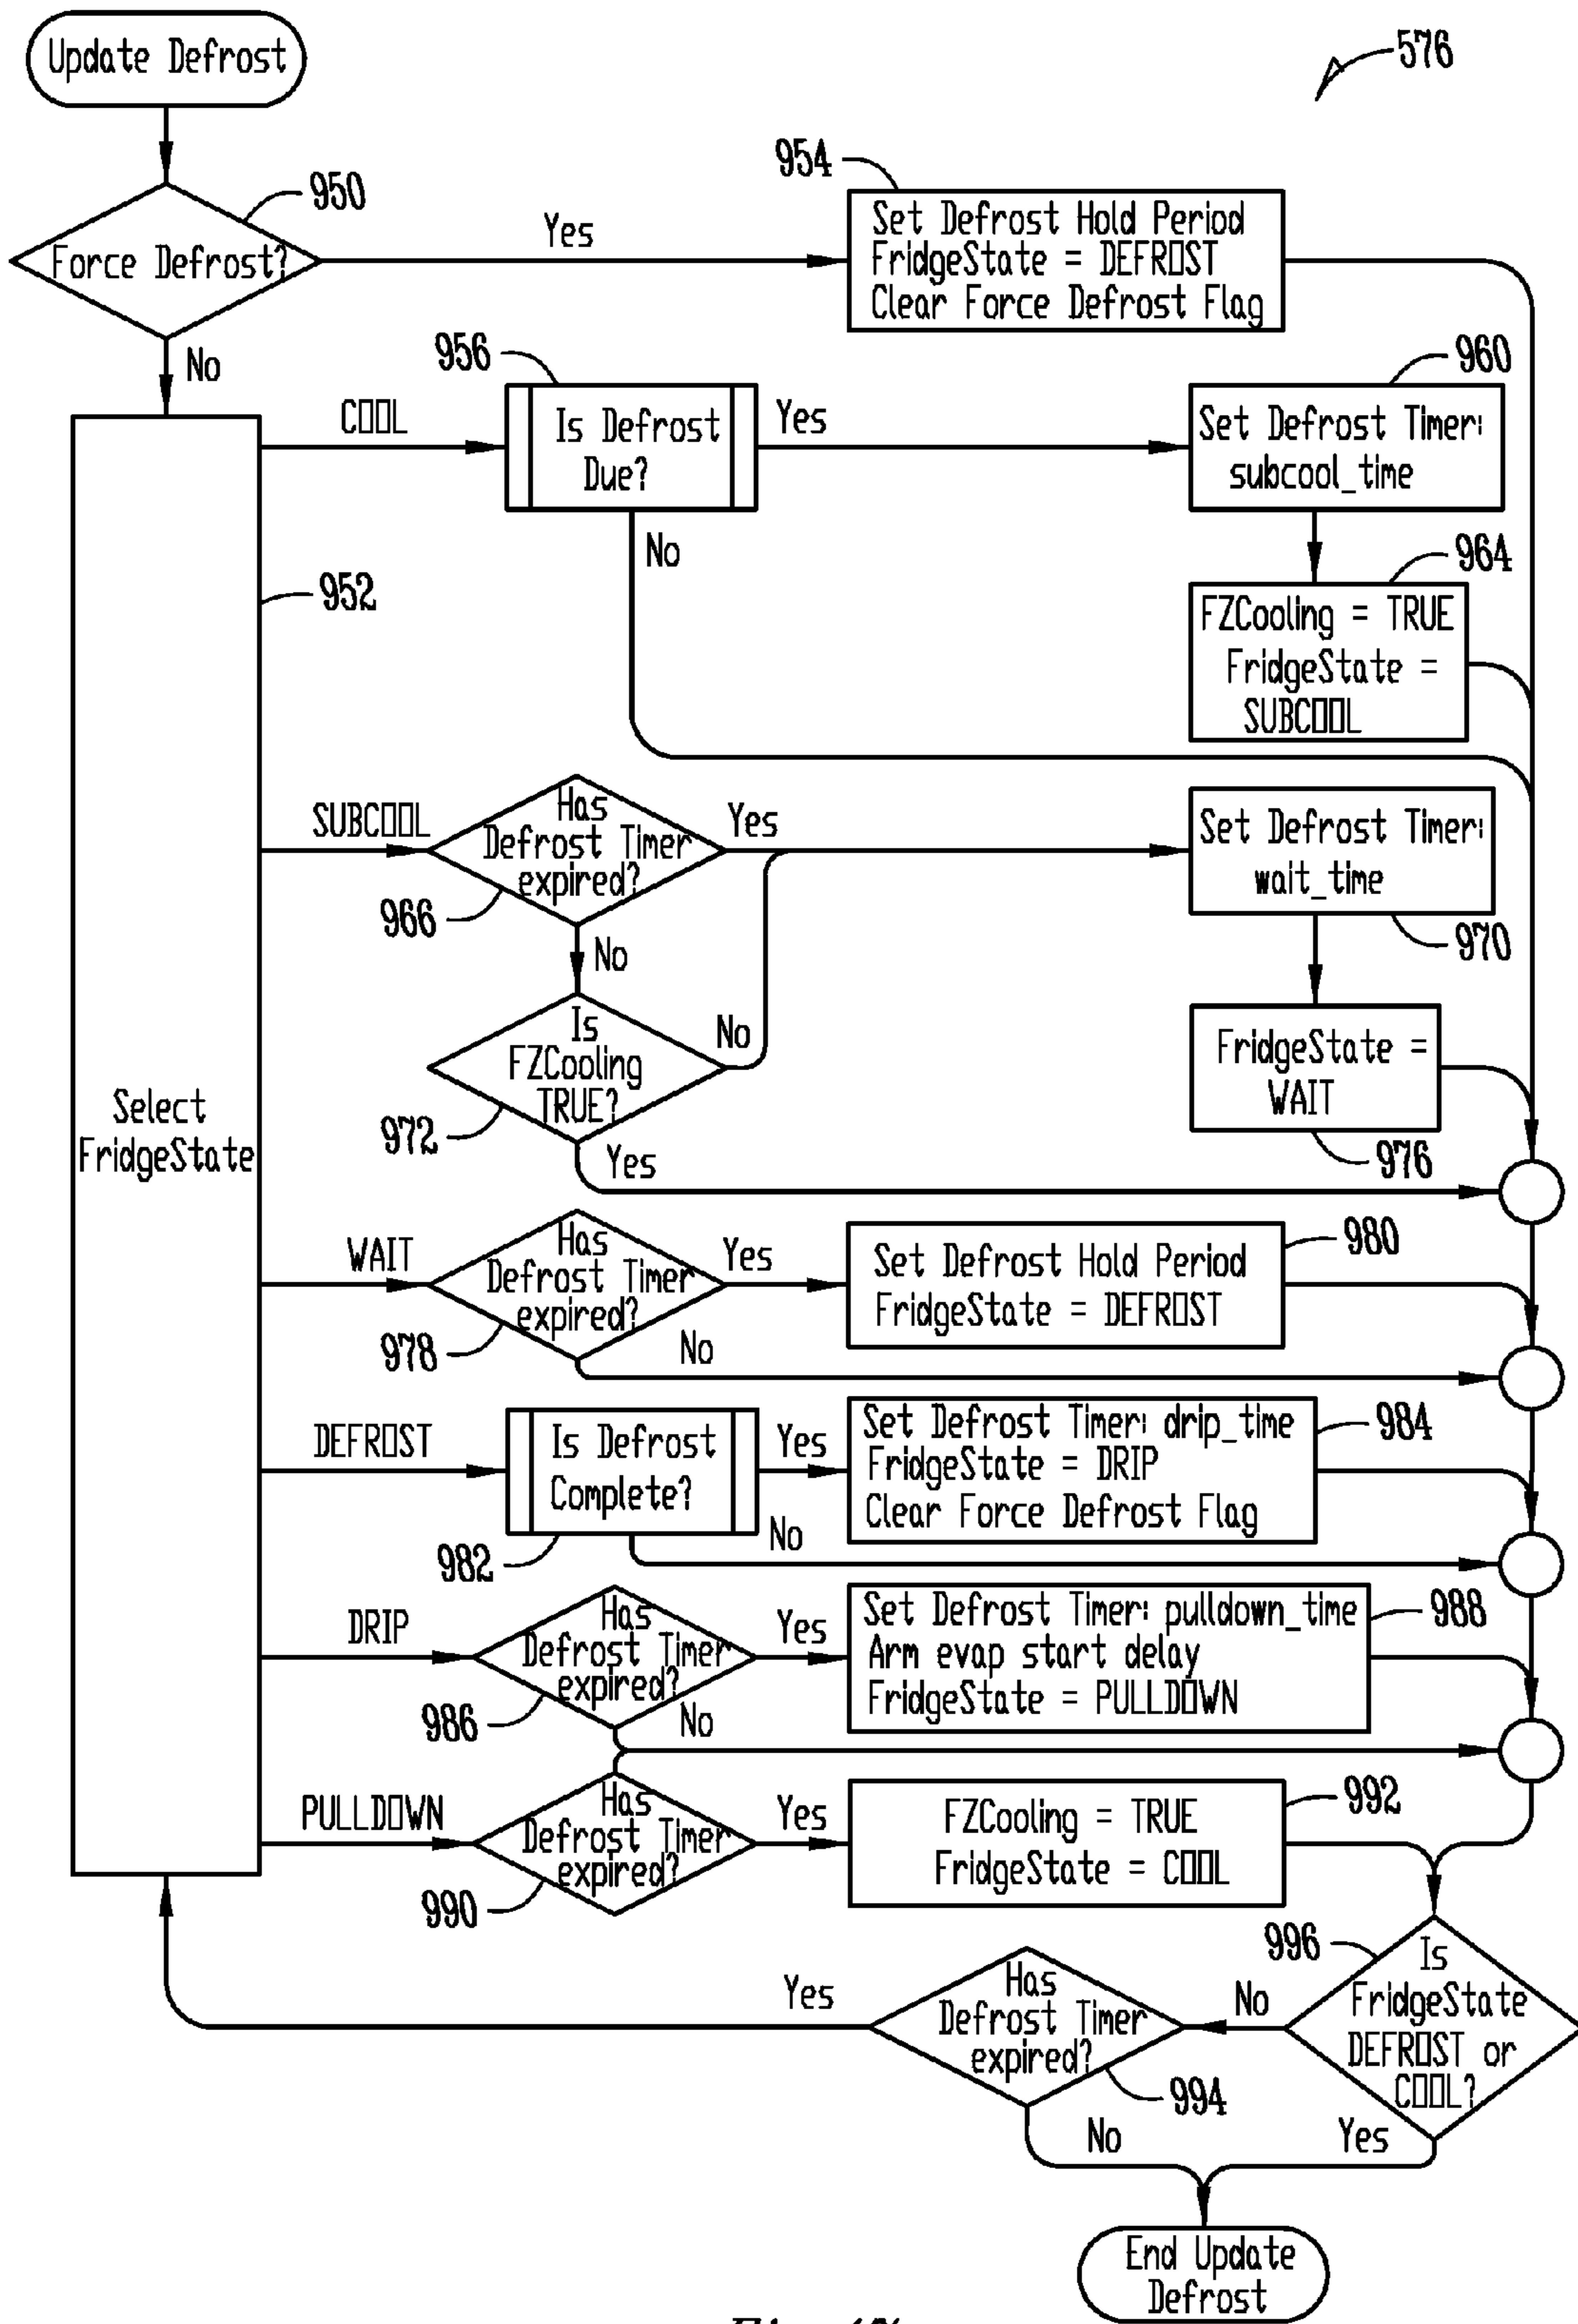 Update Defrost
576
950
Force Defrost?
Yes
954
Set Defrost Hold Period
FridgeState = DEFROST
Clear Force Defrost Flag
No
952
Select
FridgeState
COOL
956
Is Defrost
Due?
Yes
No
960
Set Defrost Timer:
subcool_time
964
FZCooling = TRUE
FridgeState =
SUBCOOL
SUBCOOL
Has
Defrost Timer
expired?
966
Yes
No
Set Defrost Timer:
wait_time
970
Is
FZCooling
TRUE?
972
No
Yes
FridgeState =
WAIT
976
WAIT
Has
Defrost Timer
expired?
978
Yes
No
Set Defrost Hold Period
FridgeState = DEFROST
980
DEFROST
Is Defrost
Complete?
982
Yes
No
Set Defrost Timer: drip_time
FridgeState = DRIP
Clear Force Defrost Flag
984
DRIP
Has
Defrost Timer
expired?
986
Yes
No
Set Defrost Timer: pulldown_time
Arm evap start delay
FridgeState = PULLDOWN
988
PULLDOWN
Has
Defrost Timer
expired?
990
Yes
FZCooling = TRUE
FridgeState = COOL
992
996
Is
FridgeState
DEFROST or
COOL?
No
Yes
Has
Defrost Timer
expired?
994
Yes
No
End Update
Defrost